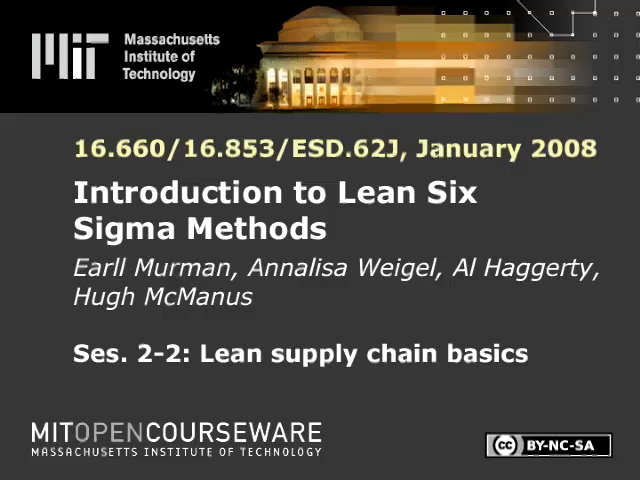 MIT
Massachusetts
Institute of
Technology
16.660/16.853/ESD.62J, January 2008
Introduction to Lean Six
Sigma Methods
Earll Murman, Annalisa Weigel, Al Haggerty,
Hugh McManus
Ses. 2-2: Lean supply chain basics
MITOPENCOURSEWARE
MASSACHUSETTS INSTITUTE OF TECHNOLOGY
cc BY-NC-SA